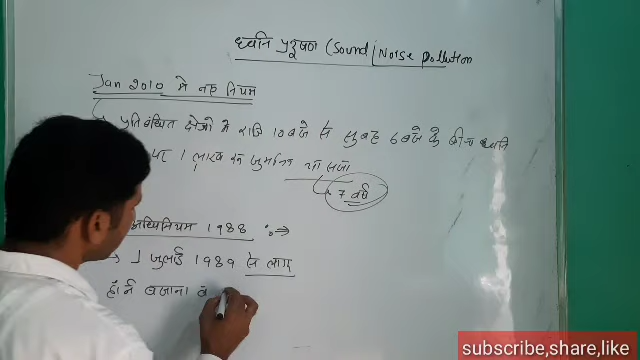 ध्वनि प्रदूषण (Sound/Noise Pollution
Jan 2010 में नए नियम
प्रतिबंधित क्षेत्रों में रात्रि 10 बजे से सुबह 6 बजे के बीच ध्वनि
पर 1 लाख रू जुर्माना या सजा
7 वर्ष
अधिनियम 1988 :⇒
→ 1 जुलाई 1989 से लागू
हॉर्न बजाना
subscribe,share,like